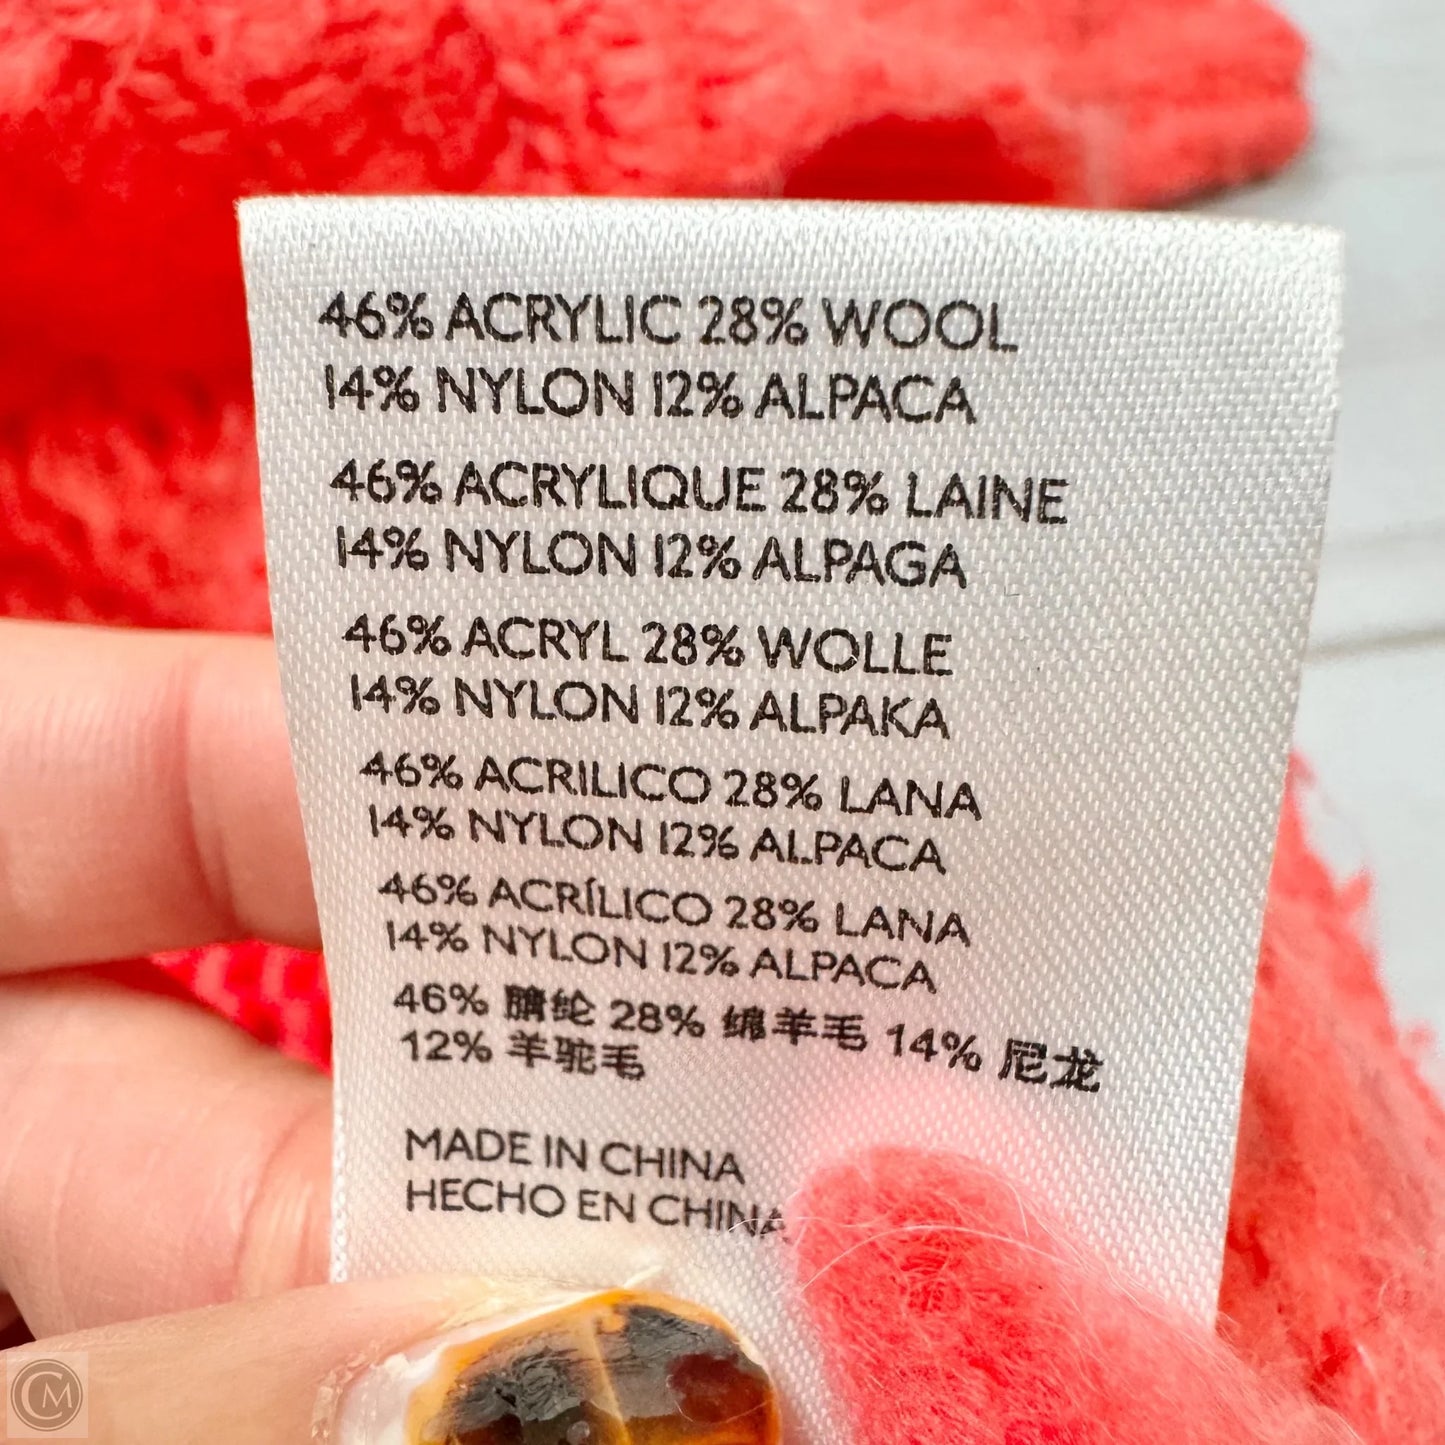 46% ACRYLIC 28% WOOL
14% NYLON 12% ALPACA
46% ACRYLIQUE 28% LAINE
14% NYLON 12% ALPAGA
46% ACRYL 28% WOLLE
14% NYLON 12% ALPAKA
46% ACRILICO 28% LANA
14% NYLON 12% ALPACA
46% ACRÍLICO 28% LANA
14% NYLON 12% ALPACA
46% 腈纶 28% 绵羊毛 14% 尼龙
12% 羊驼毛
MADE IN CHINA
HECHO EN CHINA
CM